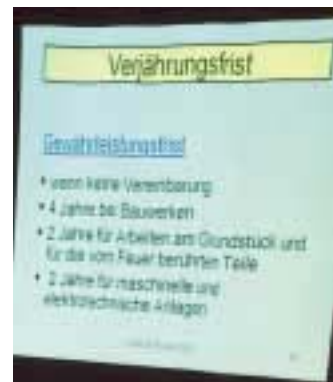 Verjährungsfrist
Gewährleistungsfrist
• wenn keine Vereinbarung
• 4 Jahre bei Bauwerken
• 2 Jahre für Arbeiten am Grundstück und
für die vom Feuer berührten Teile
• 2 Jahre für maschinelle und
elektrotechnische Anlagen